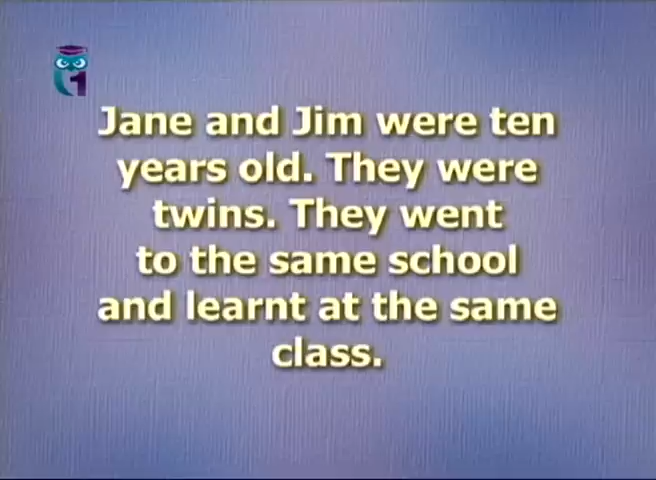 1
Jane and Jim were ten
years old. They were
twins. They went
to the same school
and learnt at the same
class.